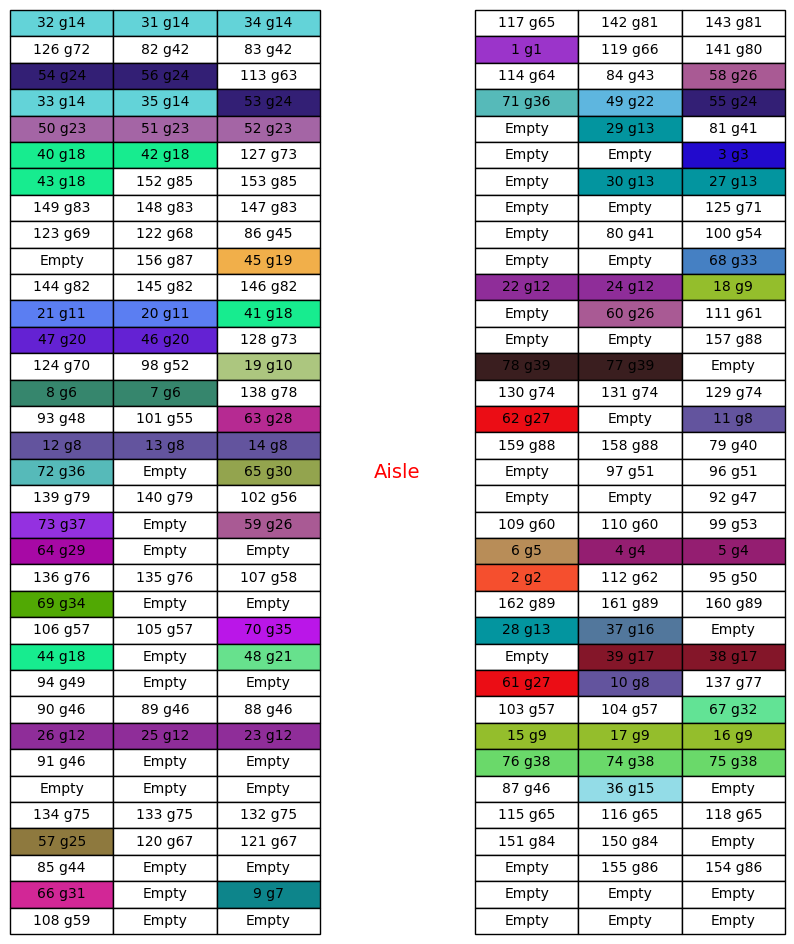 32 g14 31 g14 34 g14 117 g65 142 g81 143 g81
126 g72 82 g42 83 g42 1 g1 119 g66 141 g80
54 g24 56 g24 113 g63 114 g64 84 g43 58 g26
33 g14 35 g14 53 g24 71 g36 49 g22 55 g24
50 g23 51 g23 52 g23 Empty 29 g13 81 g41
40 g18 42 g18 127 g73 Empty Empty 3 g3
43 g18 152 g85 153 g85 Empty 30 g13 27 g13
149 g83 148 g83 147 g83 Empty Empty 125 g71
123 g69 122 g68 86 g45 Empty 80 g41 100 g54
Empty 156 g87 45 g19 Empty Empty 68 g33
144 g82 145 g82 146 g82 22 g12 24 g12 18 g9
21 g11 20 g11 41 g18 Empty 60 g26 111 g61
47 g20 46 g20 128 g73 Empty Empty 157 g88
124 g70 98 g52 19 g10 78 g39 77 g39 Empty
8 g6 7 g6 138 g78 130 g74 131 g74 129 g74
93 g48 101 g55 63 g28 62 g27 Empty 11 g8
12 g8 13 g8 14 g8 159 g88 158 g88 79 g40
72 g36 Empty 65 g30 Aisle Empty 97 g51 96 g51
139 g79 140 g79 102 g56 Empty Empty 92 g47
73 g37 Empty 59 g26 109 g60 110 g60 99 g53
64 g29 Empty Empty 6 g5 4 g4 5 g4
136 g76 135 g76 107 g58 2 g2 112 g62 95 g50
69 g34 Empty Empty 162 g89 161 g89 160 g89
106 g57 105 g57 70 g35 28 g13 37 g16 Empty
44 g18 Empty 48 g21 Empty 39 g17 38 g17
94 g49 Empty Empty 61 g27 10 g8 137 g77
90 g46 89 g46 88 g46 103 g57 104 g57 67 g32
26 g12 25 g12 23 g12 15 g9 17 g9 16 g9
91 g46 Empty Empty 76 g38 74 g38 75 g38
Empty Empty Empty 87 g46 36 g15 Empty
134 g75 133 g75 132 g75 115 g65 116 g65 118 g65
57 g25 120 g67 121 g67 151 g84 150 g84 Empty
85 g44 Empty Empty Empty 155 g86 154 g86
66 g31 Empty 9 g7 Empty Empty Empty
108 g59 Empty Empty Empty Empty Empty